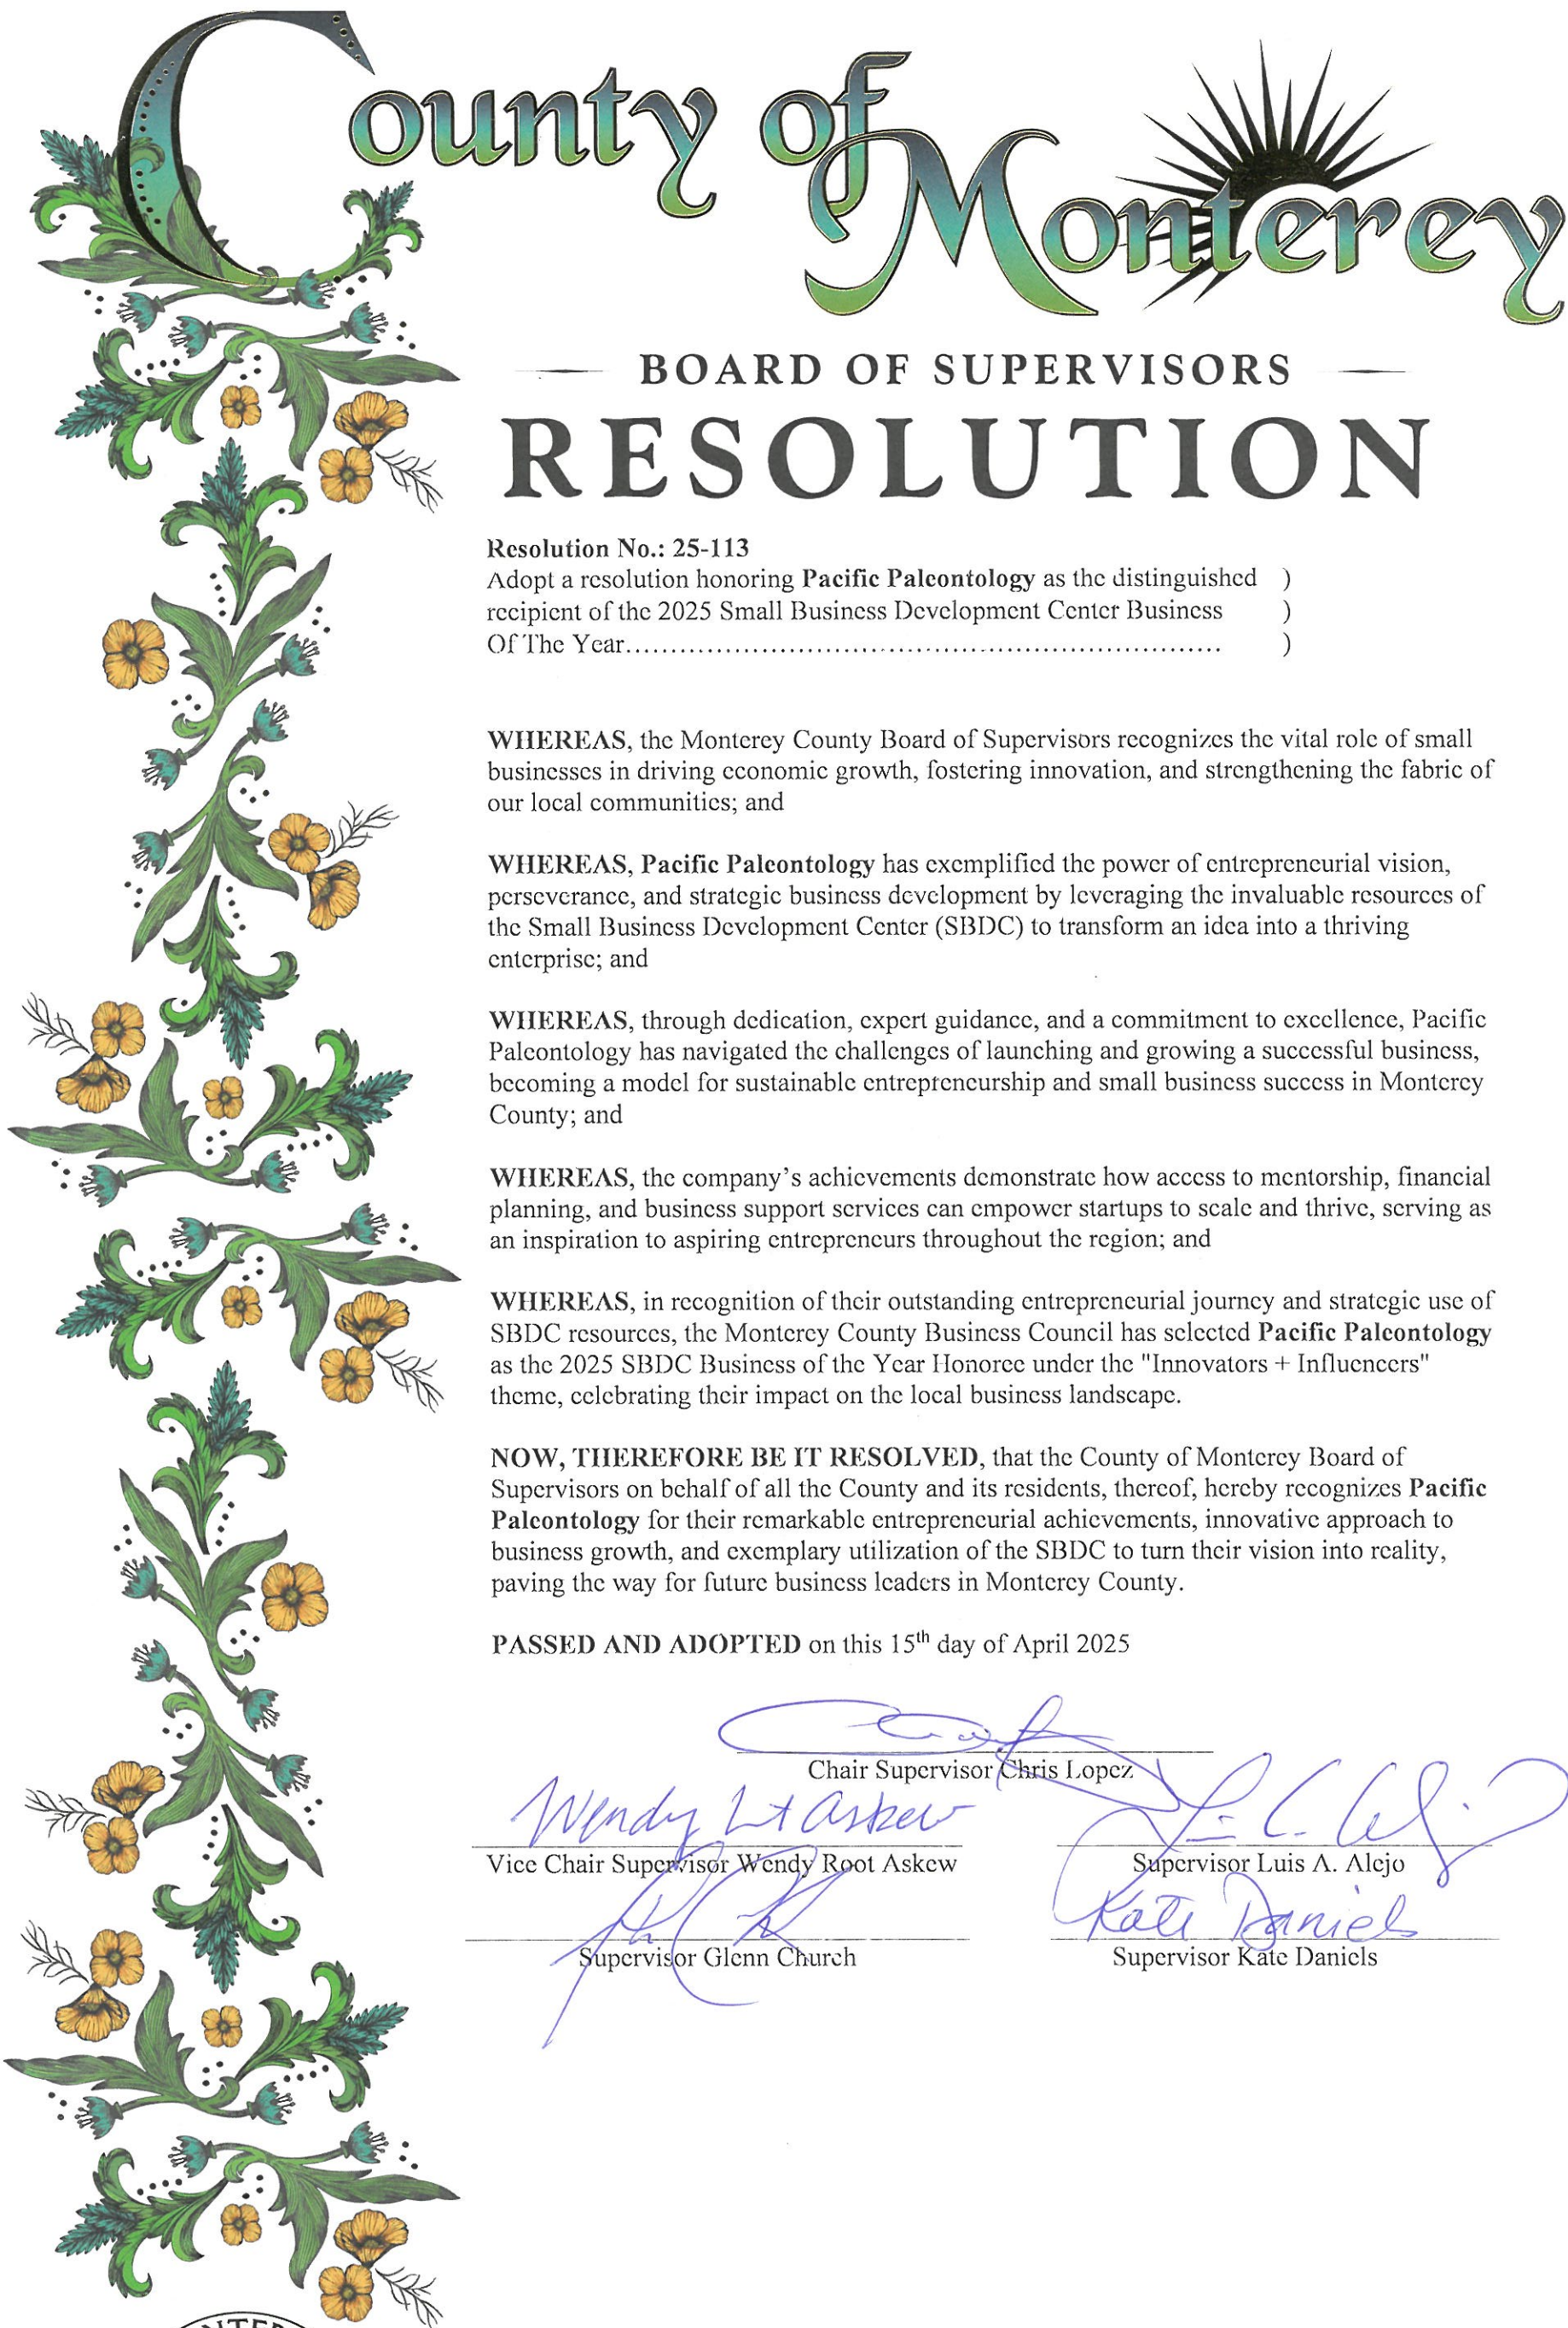 County of Monterey
BOARD OF SUPERVISORS
RESOLUTION
Resolution No.: 25-113
Adopt a resolution honoring Pacific Paleontology as the distinguished )
recipient of the 2025 Small Business Development Center Business )
Of The Year.................................................................. )
WHEREAS, the Monterey County Board of Supervisors recognizes the vital role of small
businesses in driving economic growth, fostering innovation, and strengthening the fabric of
our local communities; and
WHEREAS, Pacific Paleontology has exemplified the power of entrepreneurial vision,
perseverance, and strategic business development by leveraging the invaluable resources of
the Small Business Development Center (SBDC) to transform an idea into a thriving
enterprise; and
WHEREAS, through dedication, expert guidance, and a commitment to excellence, Pacific
Paleontology has navigated the challenges of launching and growing a successful business,
becoming a model for sustainable entrepreneurship and small business success in Monterey
County; and
WHEREAS, the company's achievements demonstrate how access to mentorship, financial
planning, and business support services can empower startups to scale and thrive, serving as
an inspiration to aspiring entrepreneurs throughout the region; and
WHEREAS, in recognition of their outstanding entrepreneurial journey and strategic use of
SBDC resources, the Monterey County Business Council has selected Pacific Paleontology
as the 2025 SBDC Business of the Year Honoree under the "Innovators + Influencers"
theme, celebrating their impact on the local business landscape.
NOW, THEREFORE BE IT RESOLVED, that the County of Monterey Board of
Supervisors on behalf of all the County and its residents, thereof, hereby recognizes Pacific
Paleontology for their remarkable entrepreneurial achievements, innovative approach to
business growth, and exemplary utilization of the SBDC to turn their vision into reality,
paving the way for future business leaders in Monterey County.
PASSED AND ADOPTED on this 15th day of April 2025
Chair Supervisor Chris Lopez
Wendy Rt Askew
Vice Chair Supervisor Wendy Root Askew
Supervisor Luis A. Alejo
Kate Daniels
Supervisor Glenn Church
Supervisor Kate Daniels